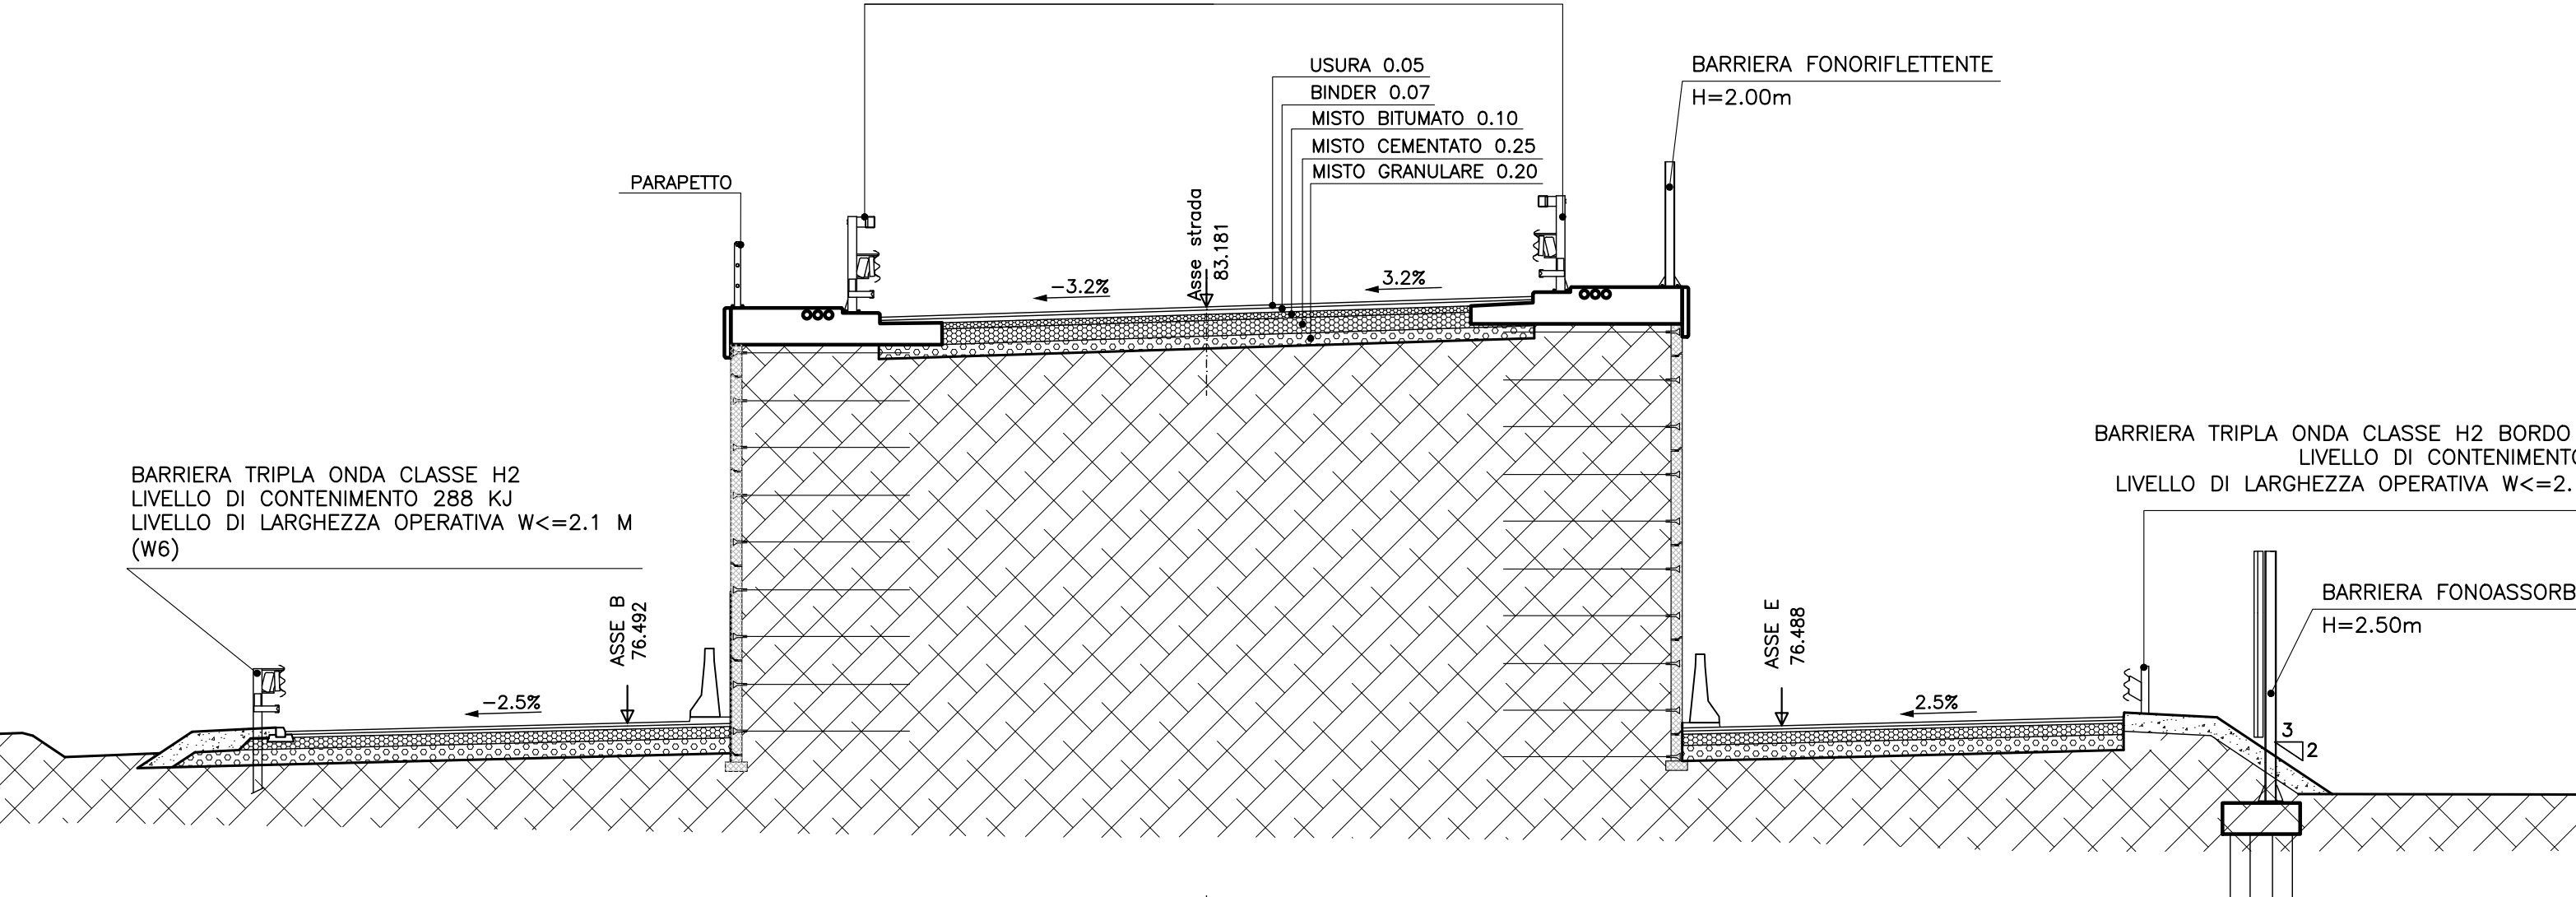 USURA 0.05
BINDER 0.07
MISTO BITUMATO 0.10
MISTO CEMENTATO 0.25
MISTO GRANULARE 0.20
BARRIERA FONORIFLETTENTE
H=2.00m
PARAPETTO
Asse strada
83.181
-3.2%
3.2%
BARRIERA TRIPLA ONDA CLASSE H2
LIVELLO DI CONTENIMENTO 288 KJ
LIVELLO DI LARGHEZZA OPERATIVA W<=2.1 M
(W6)
BARRIERA TRIPLA ONDA CLASSE H2 BORDO
LIVELLO DI CONTENIMENTO
LIVELLO DI LARGHEZZA OPERATIVA W<=2.
ASSE B
76.492
ASSE E
76.488
BARRIERA FONOASSORB
H=2.50m
-2.5%
2.5%
3
2